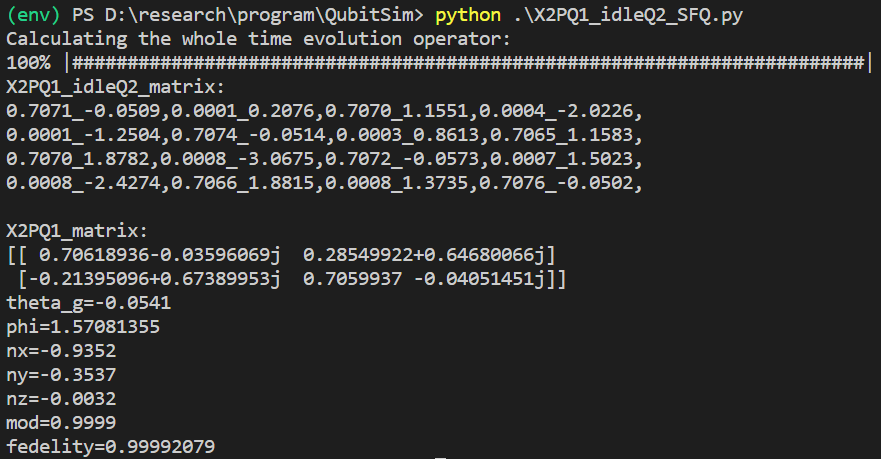 (env) PS D:\research\program\QubitSim> python .\X2PQ1_idleQ2_SFQ.py
Calculating the whole time evolution operator:
100% |########################################################################|
X2PQ1_idleQ2_matrix:
0.7071_-0.0509,0.0001_0.2076,0.7070_1.1551,0.0004_-2.0226,
0.0001_-1.2504,0.7074_-0.0514,0.0003_0.8613,0.7065_1.1583,
0.7070_1.8782,0.0008_-3.0675,0.7072_-0.0573,0.0007_1.5023,
0.0008_-2.4274,0.7066_1.8815,0.0008_1.3735,0.7076_-0.0502,

X2PQ1_matrix:
[[ 0.70618936-0.03596069j  0.28549922+0.64680066j]
 [-0.21395096+0.67389953j  0.7059937 -0.04051451j]]
theta_g=-0.0541
phi=1.57081355
nx=-0.9352
ny=-0.3537
nz=-0.0032
mod=0.9999
fedelity=0.99992079